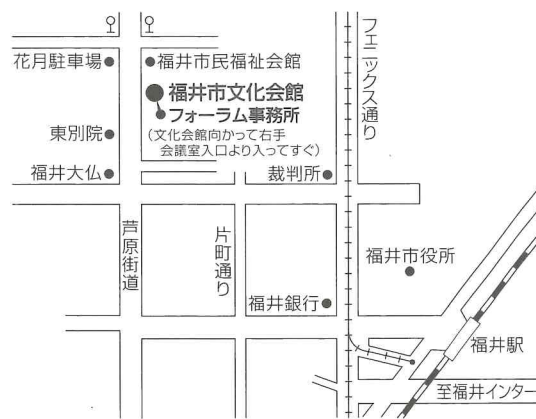 花月駐車場
福井市民福祉会館
福井市文化会館
フォーラム事務所
(文化会館向かって右手
会議室入口より入ってすぐ)
東別院
福井大仏
裁判所
フェニックス通り
芦原街道
片町通り
福井市役所
福井銀行
福井駅
至福井インター